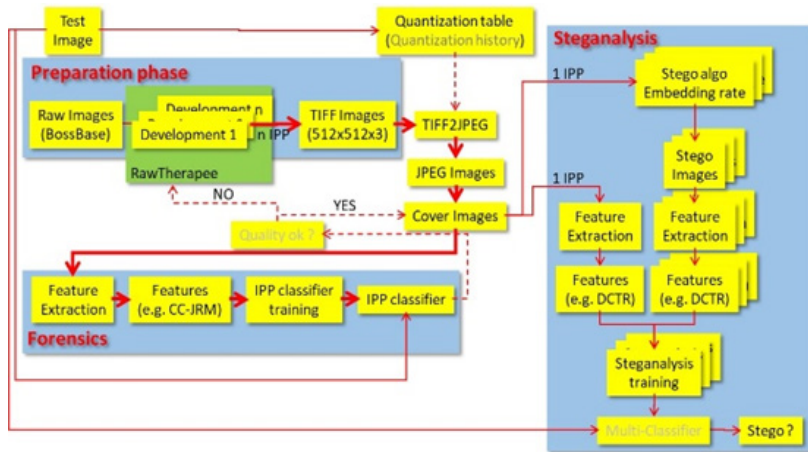 Test
Image
Quantization table
(Quantization history)
Steganalysis
Preparation phase
Raw Images
(BossBase)
Development n
Development 1
n IPP
RawTherapee
TIFF Images
(512x512x3)
TIFF2JPEG
JPEG Images
NO
YES
Cover Images
Quality ok ?
1 IPP
Stego algo
Embedding rate
Stego
Images
1 IPP
Feature
Extraction
Feature
Extraction
Features
(e.g. DCTR)
Features
(e.g. DCTR)
Steganalysis
training
Multi-Classifier
Stego ?
Feature
Extraction
Features
(e.g. CC-JRM)
IPP classifier
training
IPP classifier
Forensics